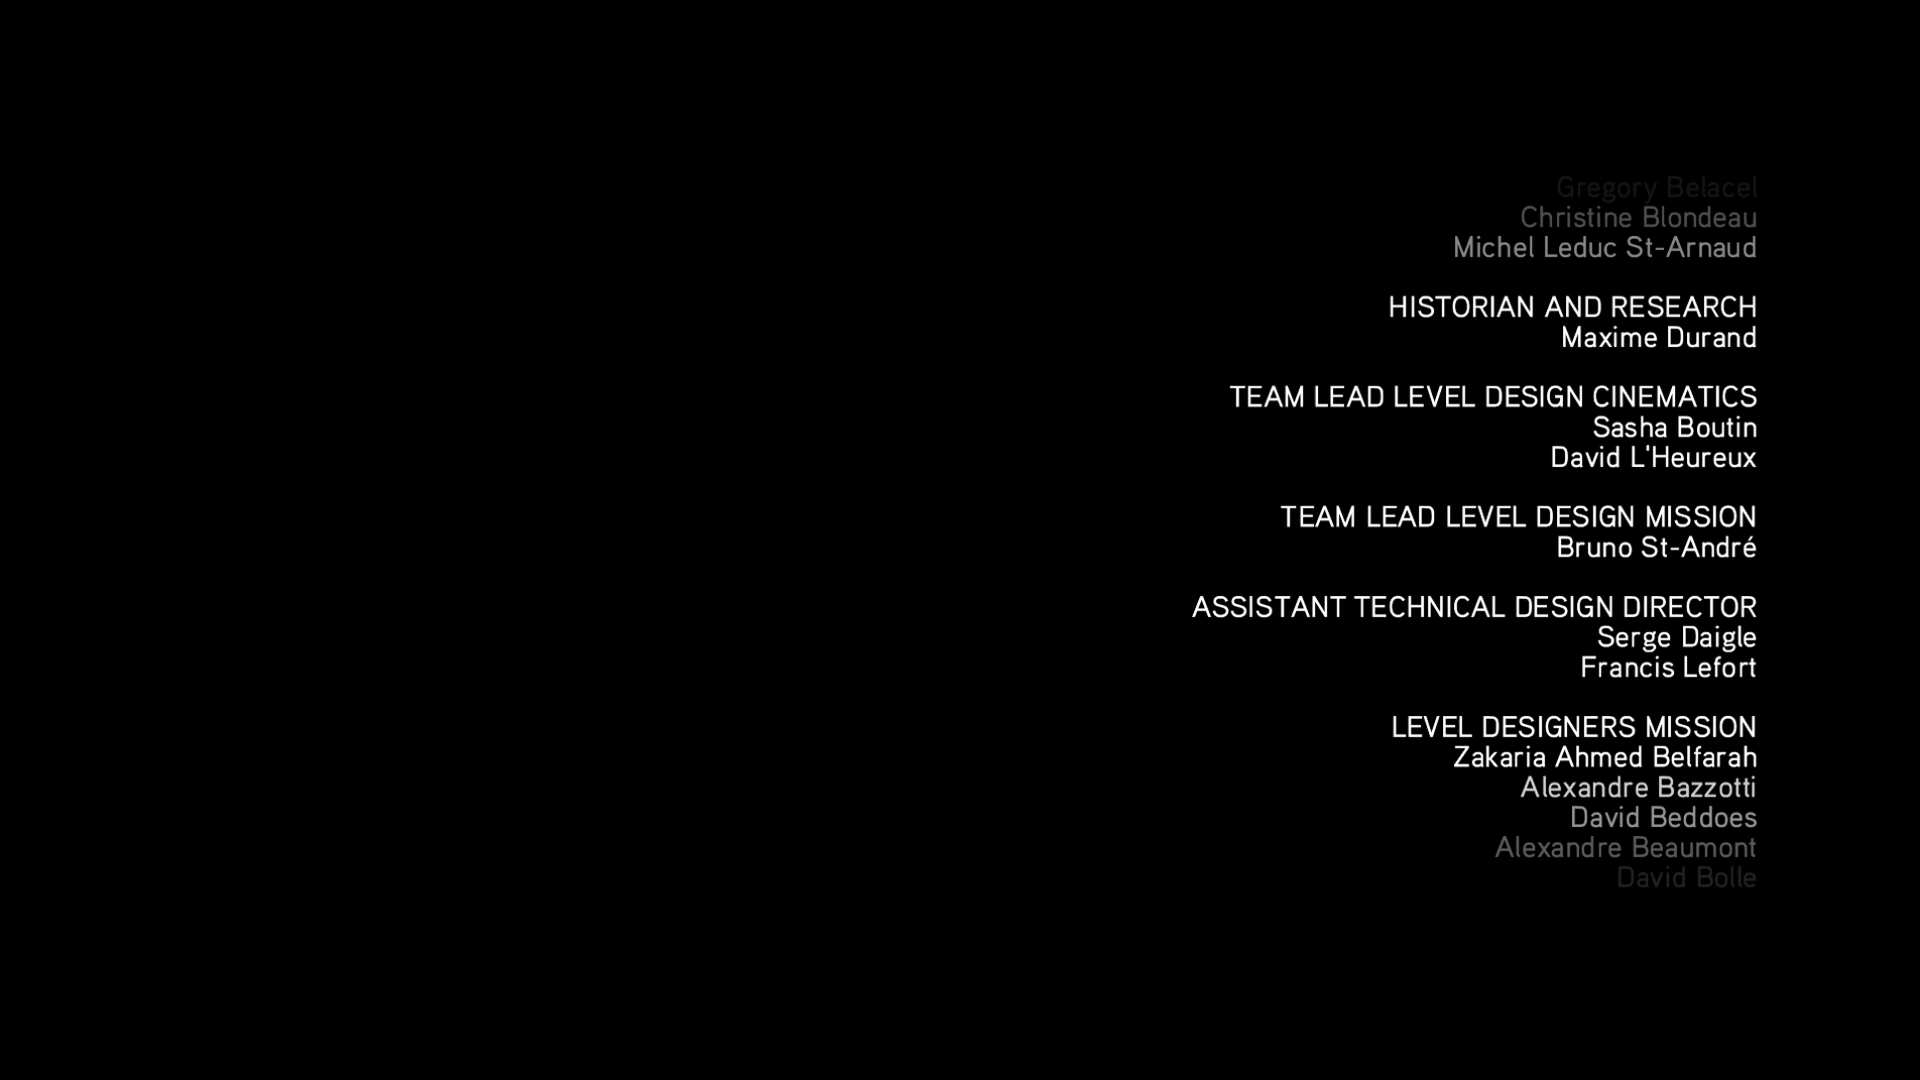 Gregory Belacel
Christine Blondeau
Michel Leduc St-Arnaud
HISTORIAN AND RESEARCH
Maxime Durand
TEAM LEAD LEVEL DESIGN CINEMATICS
Sasha Boutin
David L'Heureux
TEAM LEAD LEVEL DESIGN MISSION
Bruno St-André
ASSISTANT TECHNICAL DESIGN DIRECTOR
Serge Daigle
Francis Lefort
LEVEL DESIGNERS MISSION
Zakaria Ahmed Belfarah
Alexandre Bazzotti
David Beddoes
Alexandre Beaumont
David Bolle